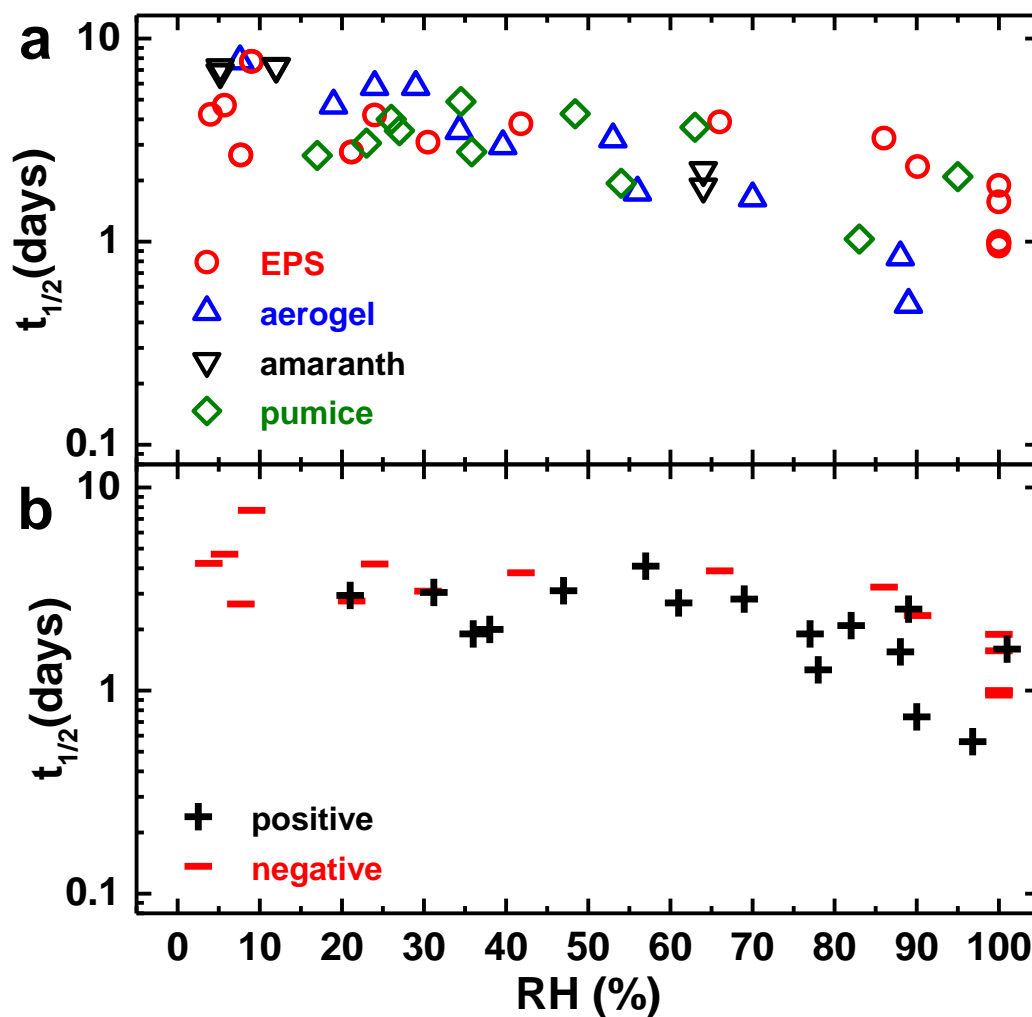 a
10
1
0.1
t1/2(days)
EPS
aerogel
amaranth
pumice
b
10
1
0.1
t1/2(days)
positive
negative
0 10 20 30 40 50 60 70 80 90 100
RH (%)